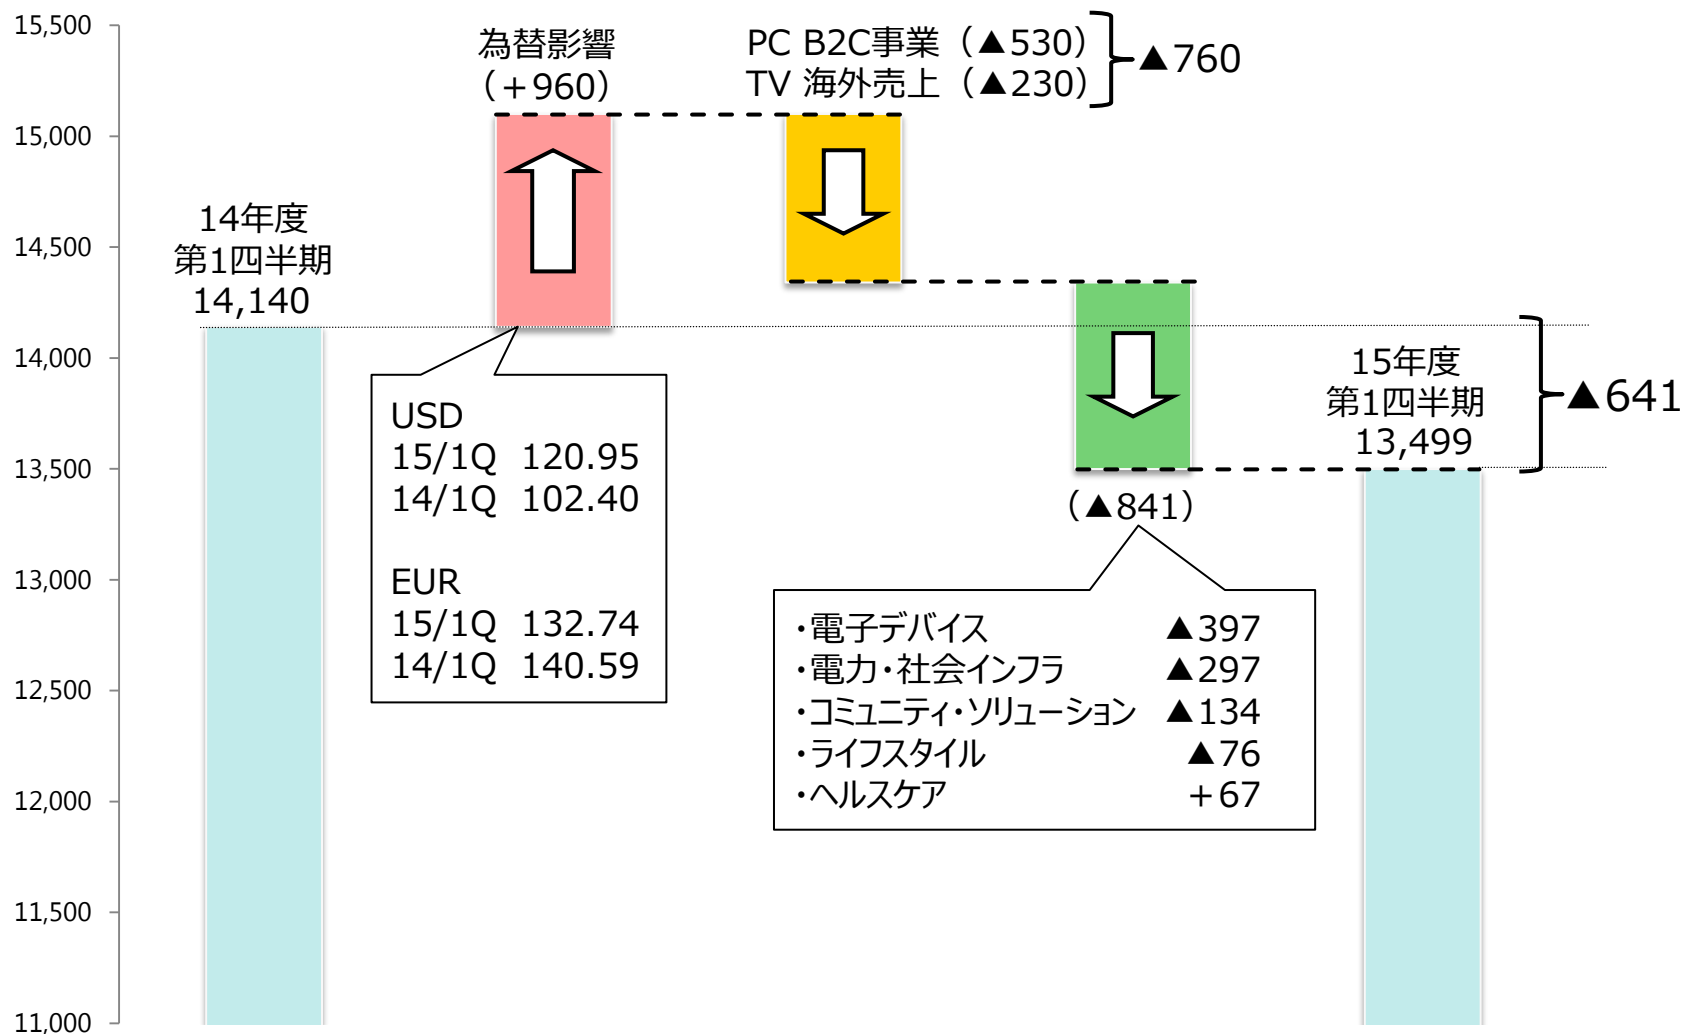 15,500
15,000
14,500
14,000
13,500
13,000
12,500
12,000
11,500
11,000
14年度
第1四半期
14,140
為替影響
（＋960）
PC B2C事業（▲530）
TV 海外売上（▲230）
▲760
USD
15/1Q 120.95
14/1Q 102.40
EUR
15/1Q 132.74
14/1Q 140.59
（▲841）
・電子デバイス ▲397
・電力・社会インフラ ▲297
・コミュニティ・ソリューション ▲134
・ライフスタイル ▲76
・ヘルスケア ＋67
15年度
第1四半期
13,499
▲641